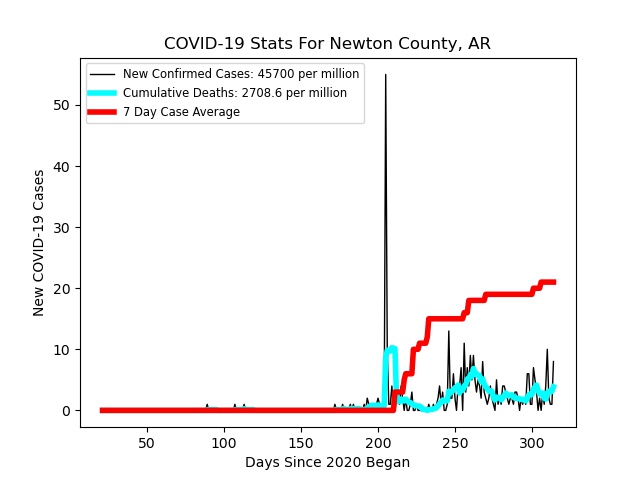 COVID-19 Stats For Newton County, AR
New Confirmed Cases: 45700 per million
Cumulative Deaths: 2708.6 per million
7 Day Case Average
New COVID-19 Cases
50
40
30
20
10
0
50 100 150 200 250 300
Days Since 2020 Began